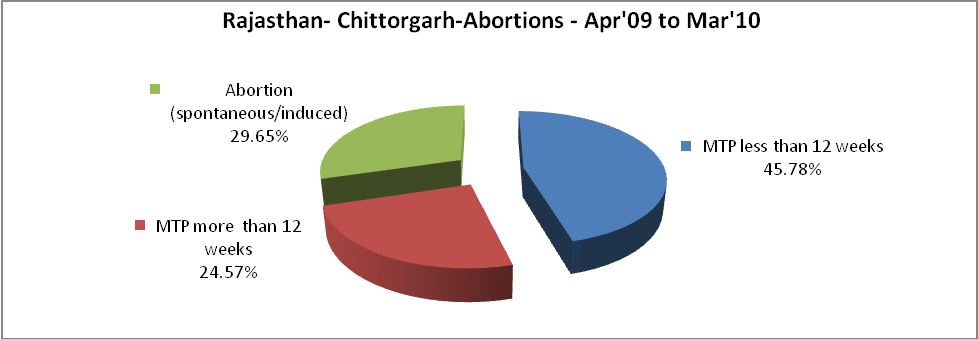 Rajasthan- Chittorgarh-Abortions - Apr'09 to Mar'10
Abortion
(spontaneous/induced)
29.65%
MTP less than 12 weeks
45.78%
MTP more than 12
weeks
24.57%